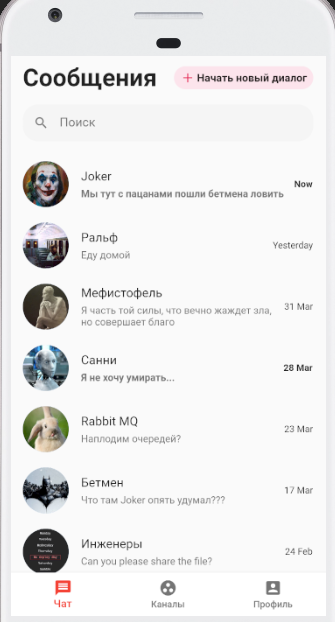 Сообщения
+ Начать новый диалог
Поиск
Joker
Now
Мы тут с пацанами пошли бетмена ловить
Ральф
Yesterday
Еду домой
Мефистофель
31 Mar
Я часть той силы, что вечно жаждет зла,
но совершает благо
Санни
28 Mar
Я не хочу умирать...
Rabbit MQ
23 Mar
Наплодим очередей?
Бетмен
17 Mar
Что там Joker опять удумал???
Инженеры
24 Feb
Can you please share the file?
Чат
Каналы
Профиль